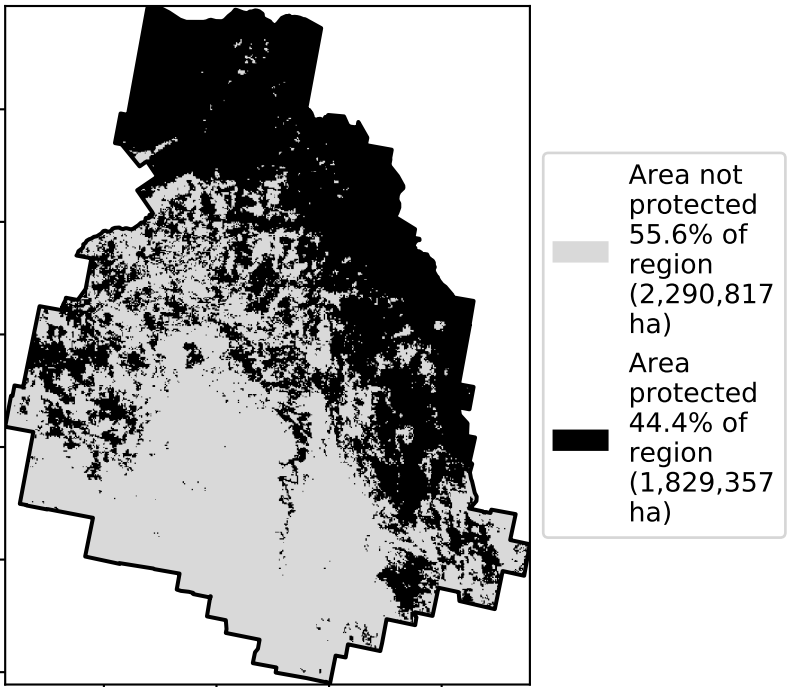 Area not
protected
55.6% of
region
(2,290,817
ha)
Area
protected
44.4% of
region
(1,829,357
ha)